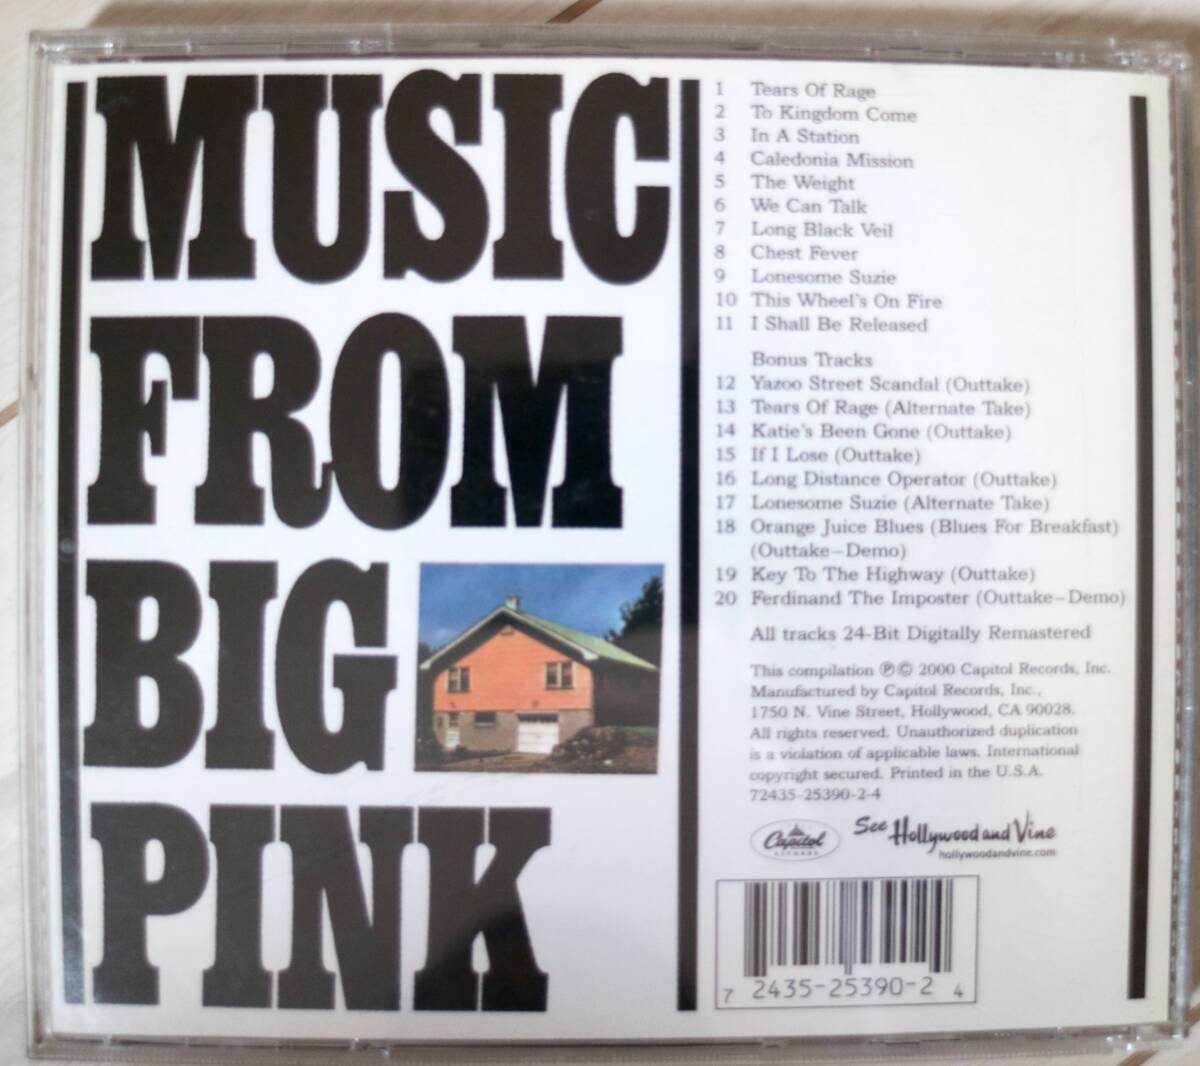 MUSIC
FROM
BIG
PINK
1 Tears Of Rage
2 To Kingdom Come
3 In A Station
4 Caledonia Mission
5 The Weight
6 We Can Talk
7 Long Black Veil
8 Chest Fever
9 Lonesome Suzie
10 This Wheel's On Fire
11 I Shall Be Released
Bonus Tracks
12 Yazoo Street Scandal (Outtake)
13 Tears Of Rage (Alternate Take)
14 Katie's Been Gone (Outtake)
15 If I Lose (Outtake)
16 Long Distance Operator (Outtake)
17 Lonesome Suzie (Alternate Take)
18 Orange Juice Blues (Blues For Breakfast)
(Outtake–Demo)
19 Key To The Highway (Outtake)
20 Ferdinand The Imposter (Outtake–Demo)
All tracks 24-Bit Digitally Remastered
This compilation ℗© 2000 Capitol Records, Inc.
Manufactured by Capitol Records, Inc.,
1750 N. Vine Street, Hollywood, CA 90028.
All rights reserved. Unauthorized duplication
is a violation of applicable laws. International
copyright secured. Printed in the U.S.A.
72435-25390-2-4
Capitol
RECORDS
See Hollywood and Vine
hollywoodandvine.com
7 2435-25390-2 4